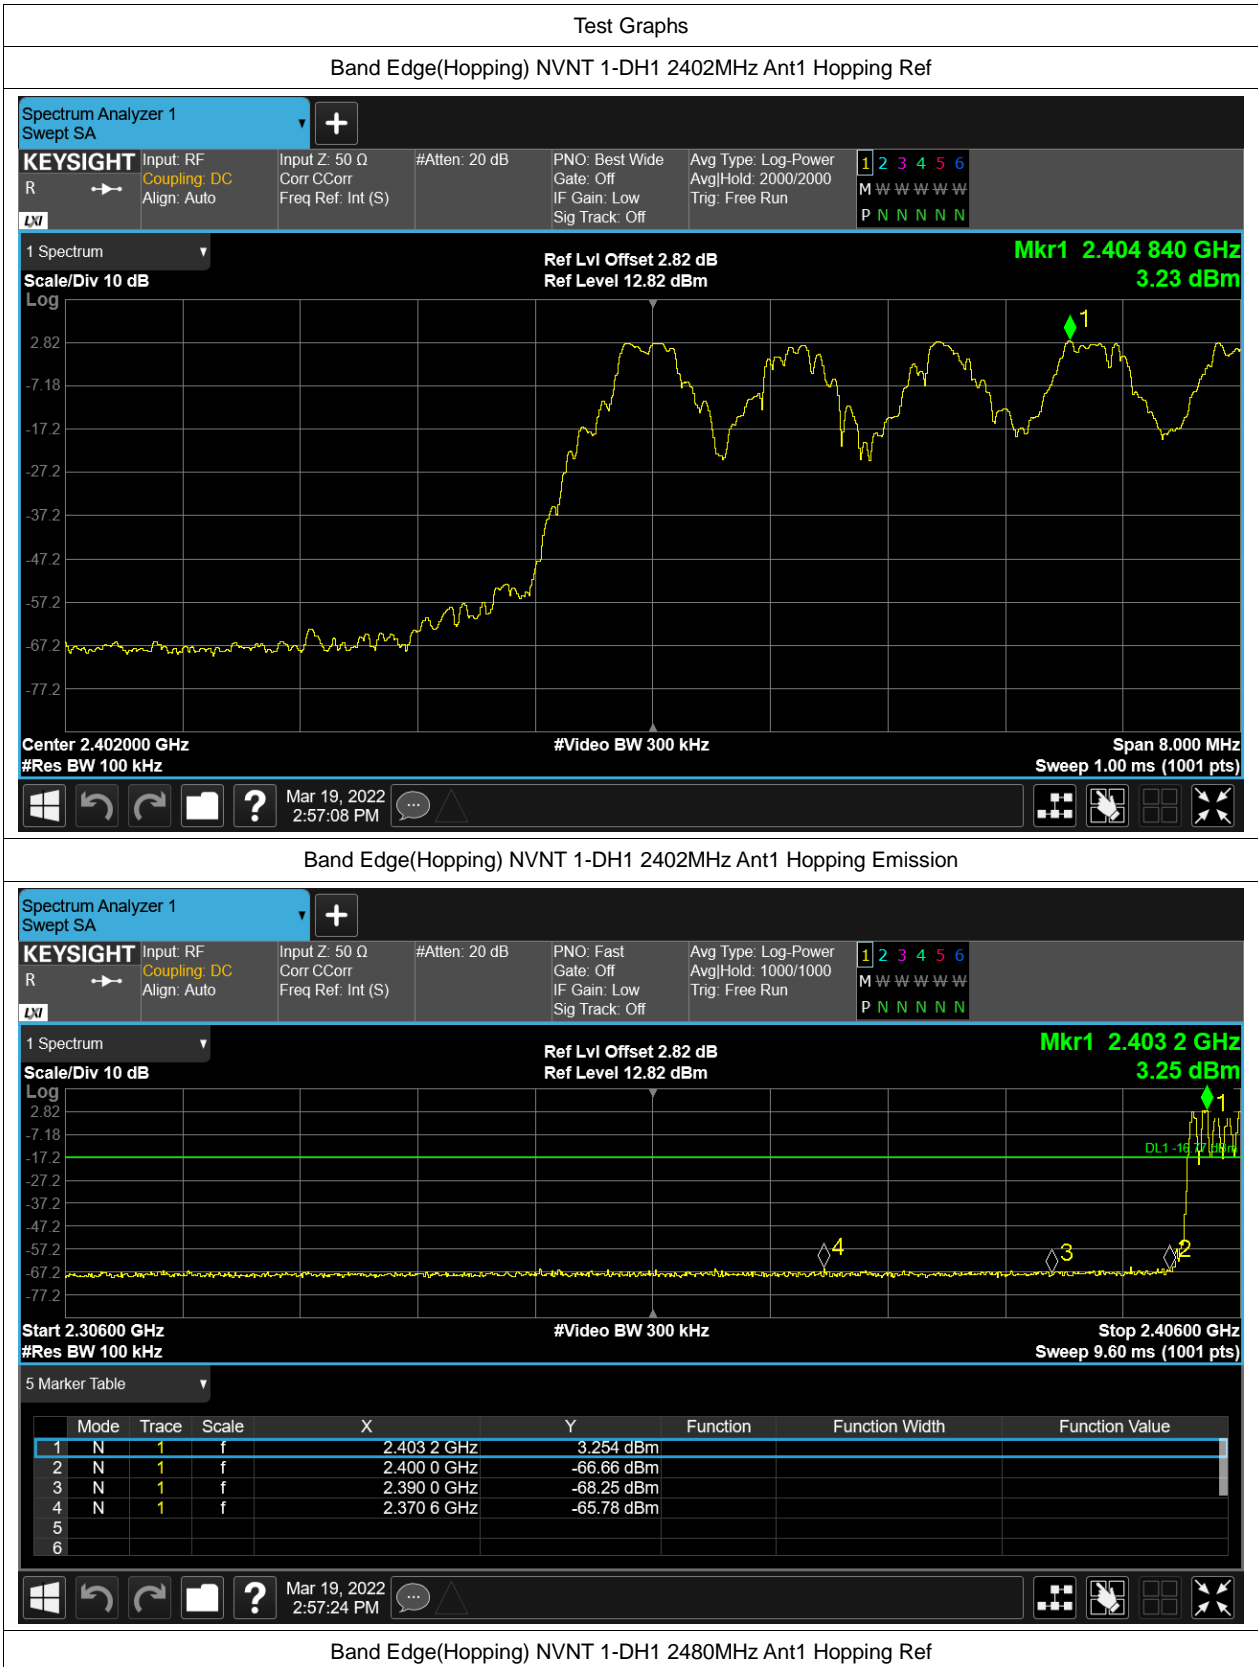 Test Graphs
Band Edge(Hopping) NVNT 1-DH1 2402MHz Ant1 Hopping Ref
Spectrum Analyzer 1
Swept SA
KEYSIGHT Input: RF Input Z: 50 Ω #Atten: 20 dB PNO: Best Wide Avg Type: Log-Power 1 2 3 4 5 6
R Coupling: DC Corr CCorr Gate: Off Avg|Hold: 2000/2000 M W W W W W
Align: Auto Freq Ref: Int (S) IF Gain: Low Trig: Free Run
LXI Sig Track: Off P N N N N N
1 Spectrum Ref Lvl Offset 2.82 dB Mkr1 2.404 840 GHz
Scale/Div 10 dB Ref Level 12.82 dBm 3.23 dBm
Log
1
2.82
-7.18
-17.2
-27.2
-37.2
-47.2
-57.2
-67.2
-77.2
Center 2.402000 GHz #Video BW 300 kHz Span 8.000 MHz
#Res BW 100 kHz Sweep 1.00 ms (1001 pts)
? Mar 19, 2022
2:57:08 PM
Band Edge(Hopping) NVNT 1-DH1 2402MHz Ant1 Hopping Emission
Spectrum Analyzer 1
Swept SA
KEYSIGHT Input: RF Input Z: 50 Ω #Atten: 20 dB PNO: Fast Avg Type: Log-Power 1 2 3 4 5 6
R Coupling: DC Corr CCorr Gate: Off Avg|Hold: 1000/1000 M W W W W W
Align: Auto Freq Ref: Int (S) IF Gain: Low Trig: Free Run
LXI Sig Track: Off P N N N N N
1 Spectrum Ref Lvl Offset 2.82 dB Mkr1 2.403 2 GHz
Scale/Div 10 dB Ref Level 12.82 dBm 3.25 dBm
Log
1
2.82
-7.18
DL1 -16.77 dBm
-17.2
-27.2
-37.2
-47.2
-57.2 4 3 2
-67.2
-77.2
Start 2.30600 GHz #Video BW 300 kHz Stop 2.40600 GHz
#Res BW 100 kHz Sweep 9.60 ms (1001 pts)
5 Marker Table
Mode Trace Scale X Y Function Function Width Function Value
1 N 1 f 2.403 2 GHz 3.254 dBm
2 N 1 f 2.400 0 GHz -66.66 dBm
3 N 1 f 2.390 0 GHz -68.25 dBm
4 N 1 f 2.370 6 GHz -65.78 dBm
5
6
? Mar 19, 2022
2:57:24 PM
Band Edge(Hopping) NVNT 1-DH1 2480MHz Ant1 Hopping Ref